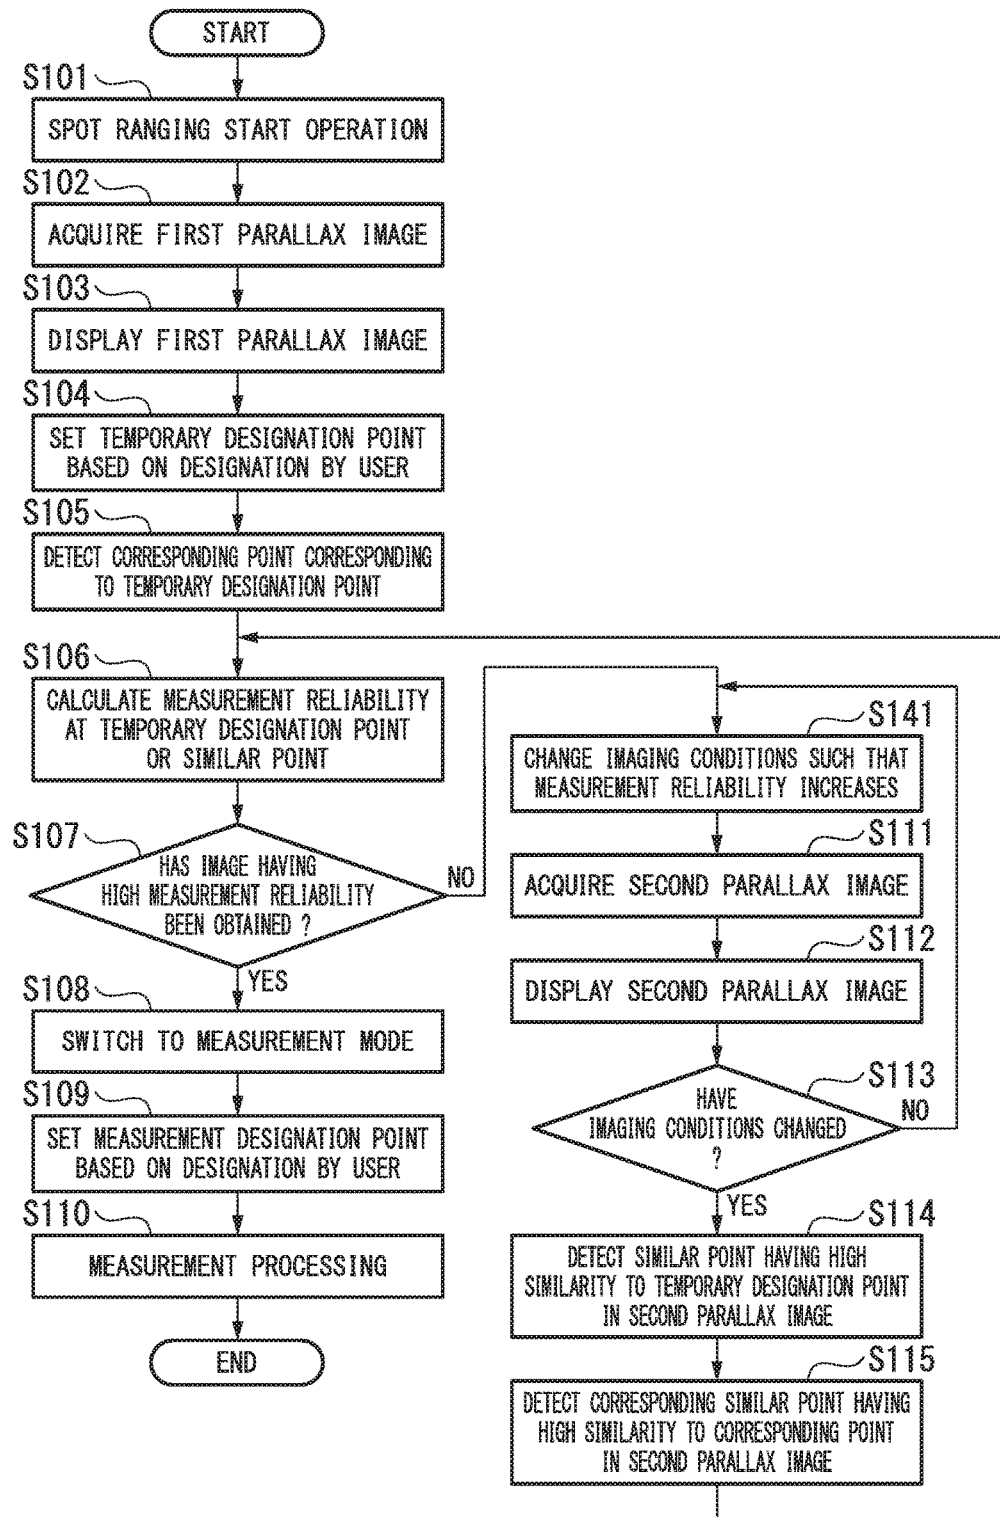 START
S101
SPOT RANGING START OPERATION
S102
ACQUIRE FIRST PARALLAX IMAGE
S103
DISPLAY FIRST PARALLAX IMAGE
S104
SET TEMPORARY DESIGNATION POINT
BASED ON DESIGNATION BY USER
S105
DETECT CORRESPONDING POINT CORRESPONDING
TO TEMPORARY DESIGNATION POINT
S106
CALCULATE MEASUREMENT RELIABILITY
AT TEMPORARY DESIGNATION POINT
OR SIMILAR POINT
S107
HAS IMAGE HAVING
HIGH MEASUREMENT RELIABILITY
BEEN OBTAINED ?
NO
YES
S108
SWITCH TO MEASUREMENT MODE
S109
SET MEASUREMENT DESIGNATION POINT
BASED ON DESIGNATION BY USER
S110
MEASUREMENT PROCESSING
END
S141
CHANGE IMAGING CONDITIONS SUCH THAT
MEASUREMENT RELIABILITY INCREASES
S111
ACQUIRE SECOND PARALLAX IMAGE
S112
DISPLAY SECOND PARALLAX IMAGE
S113
HAVE
IMAGING CONDITIONS CHANGED
?
NO
YES
S114
DETECT SIMILAR POINT HAVING HIGH
SIMILARITY TO TEMPORARY DESIGNATION POINT
IN SECOND PARALLAX IMAGE
S115
DETECT CORRESPONDING SIMILAR POINT HAVING
HIGH SIMILARITY TO CORRESPONDING POINT
IN SECOND PARALLAX IMAGE